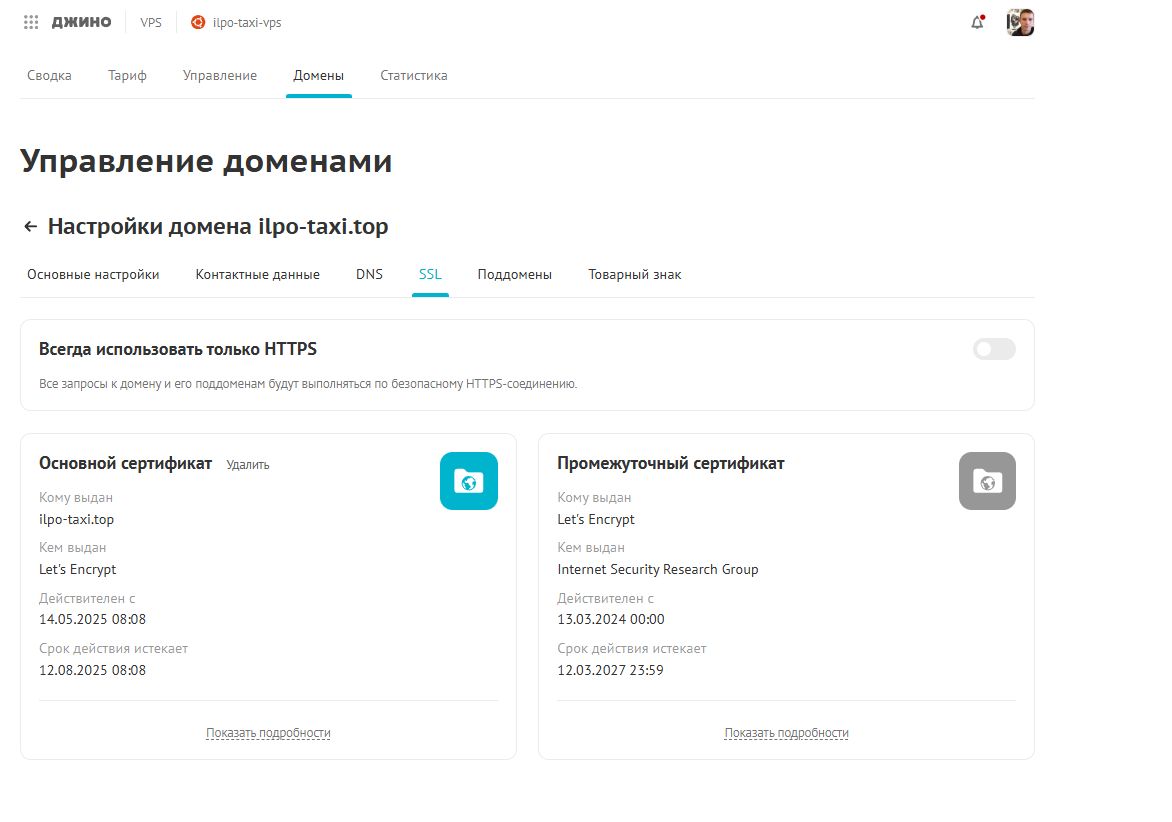 джино VPS ilpo-taxi-vps
Сводка Тариф Управление Домены Статистика
Управление доменами
← Настройки домена ilpo-taxi.top
Основные настройки Контактные данные DNS SSL Поддомены Товарный знак
Всегда использовать только HTTPS
Все запросы к домену и его поддоменам будут выполняться по безопасному HTTPS-соединению.
Основной сертификат Удалить
Кому выдан
ilpo-taxi.top
Кем выдан
Let's Encrypt
Действителен с
14.05.2025 08:08
Срок действия истекает
12.08.2025 08:08
Показать подробности
Промежуточный сертификат
Кому выдан
Let's Encrypt
Кем выдан
Internet Security Research Group
Действителен с
13.03.2024 00:00
Срок действия истекает
12.03.2027 23:59
Показать подробности